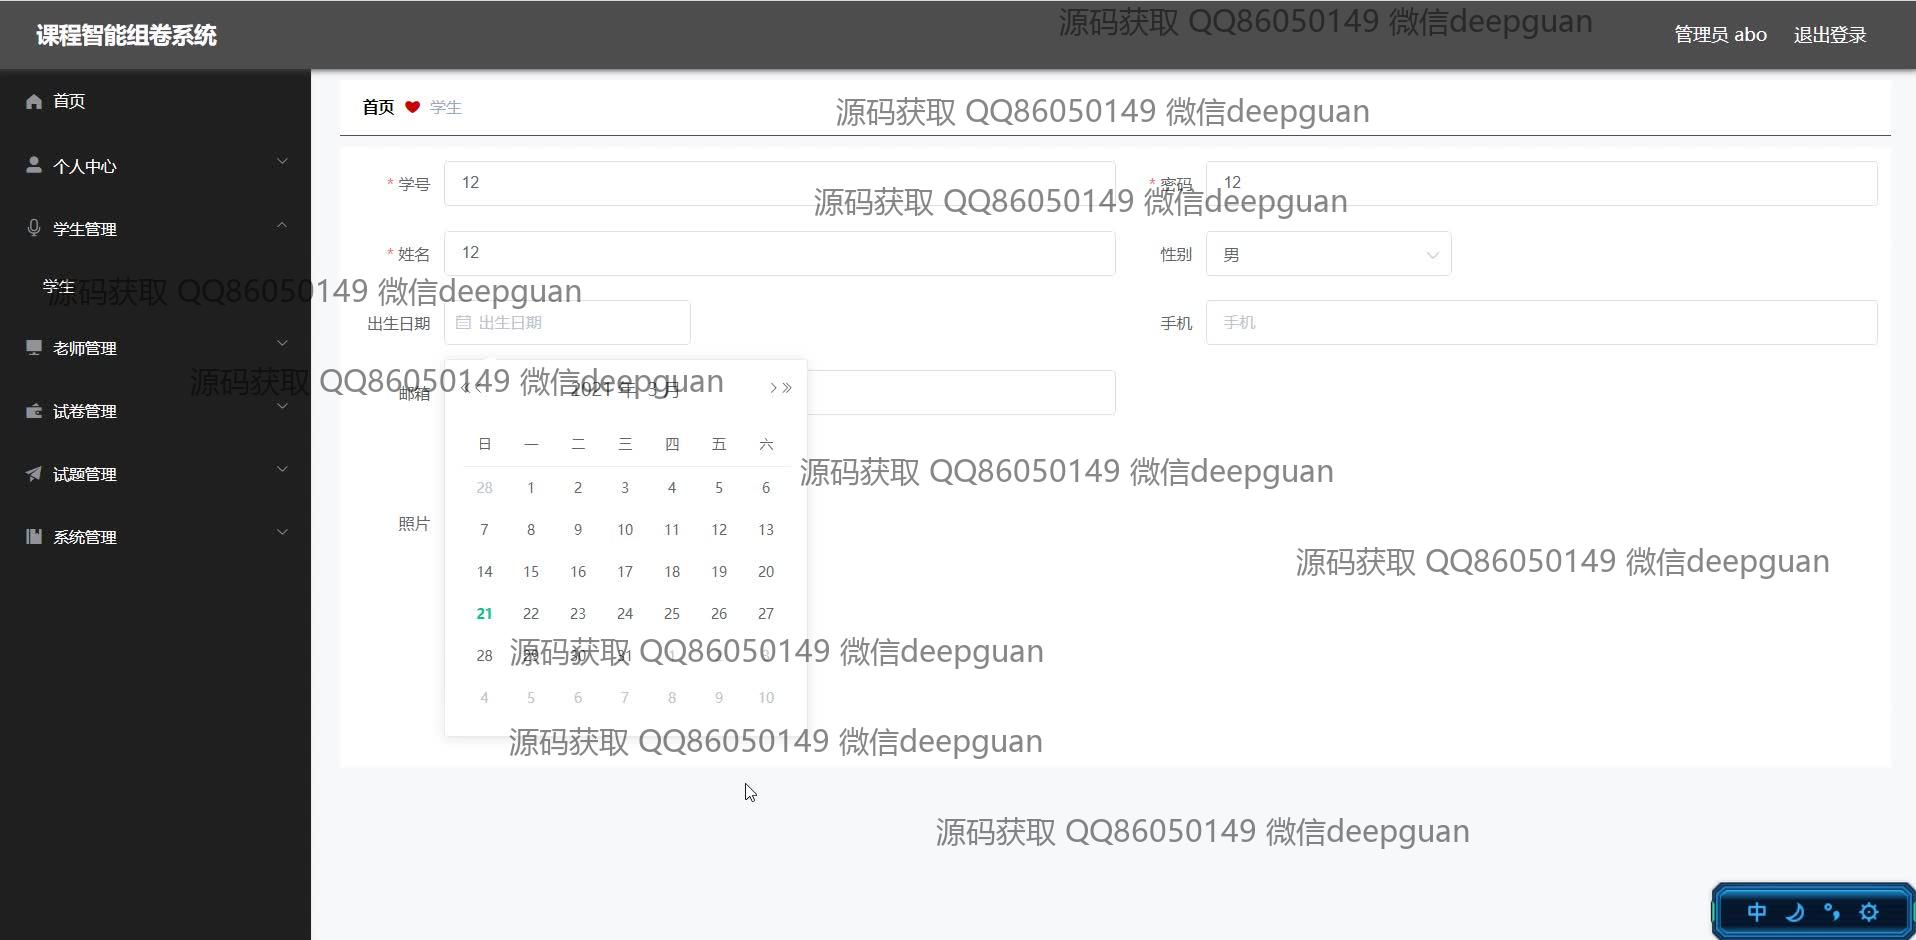 课程智能组卷系统
源码获取 QQ86050149 微信deepguan
管理员 abo
退出登录
首页
个人中心
学生管理
学生
老师管理
试卷管理
试题管理
系统管理
首页 学生
源码获取 QQ86050149 微信deepguan
* 学号 12
* 密码 12
源码获取 QQ86050149 微信deepguan
* 姓名 12
性别 男
源码获取 QQ86050149 微信deepguan
出生日期 出生日期
手机 手机
源码获取 QQ86050149 微信deepguan
邮箱
2021 年 3 月
日 一 二 三 四 五 六
28 1 2 3 4 5 6
7 8 9 10 11 12 13
14 15 16 17 18 19 20
21 22 23 24 25 26 27
28 29 30 31 1 2 3
4 5 6 7 8 9 10
源码获取 QQ86050149 微信deepguan
照片
源码获取 QQ86050149 微信deepguan
源码获取 QQ86050149 微信deepguan
源码获取 QQ86050149 微信deepguan
源码获取 QQ86050149 微信deepguan
中